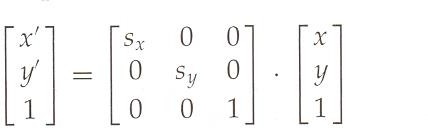 [x′] [s_x 0 0] [x]
[y′] = [0 s_y 0] · [y]
[1] [0 0 1] [1]